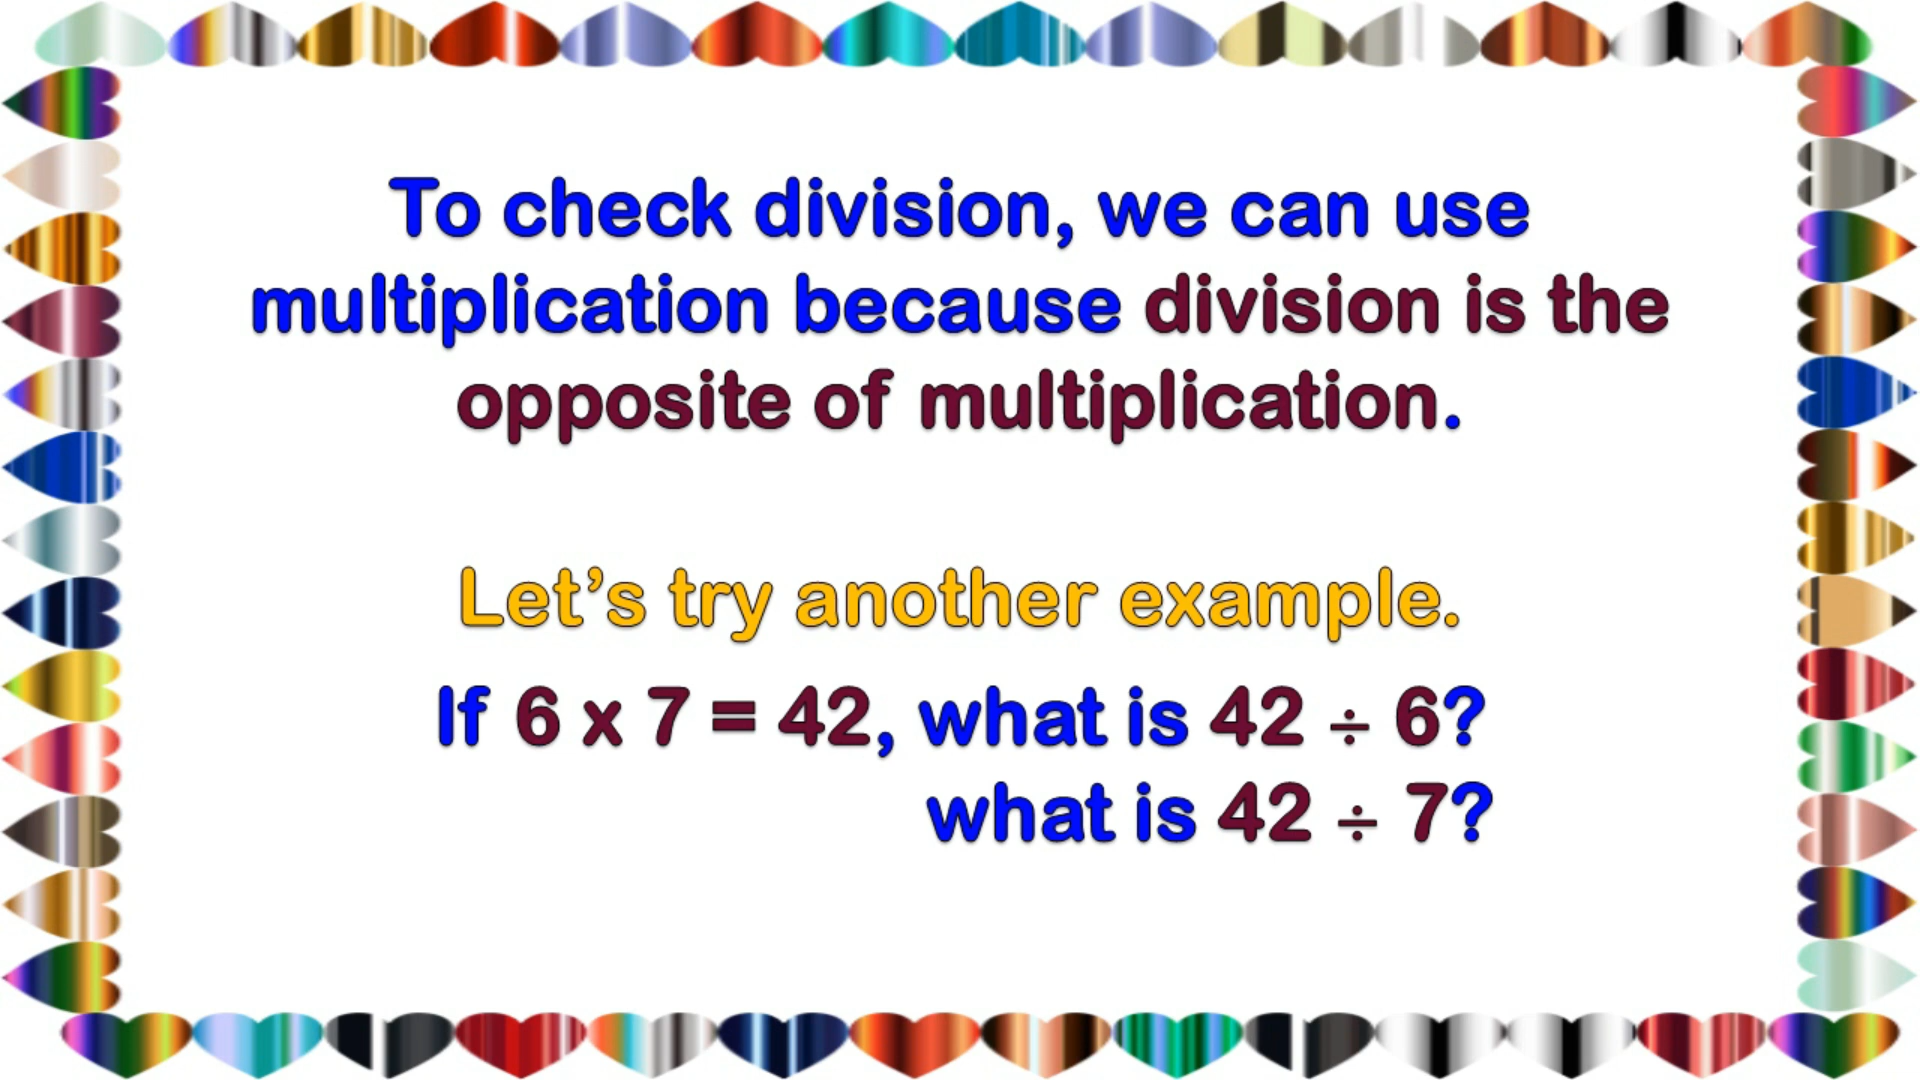 To check division, we can use
multiplication because division is the
opposite of multiplication.
Let’s try another example.
If 6 x 7 = 42, what is 42 ÷ 6?
what is 42 ÷ 7?